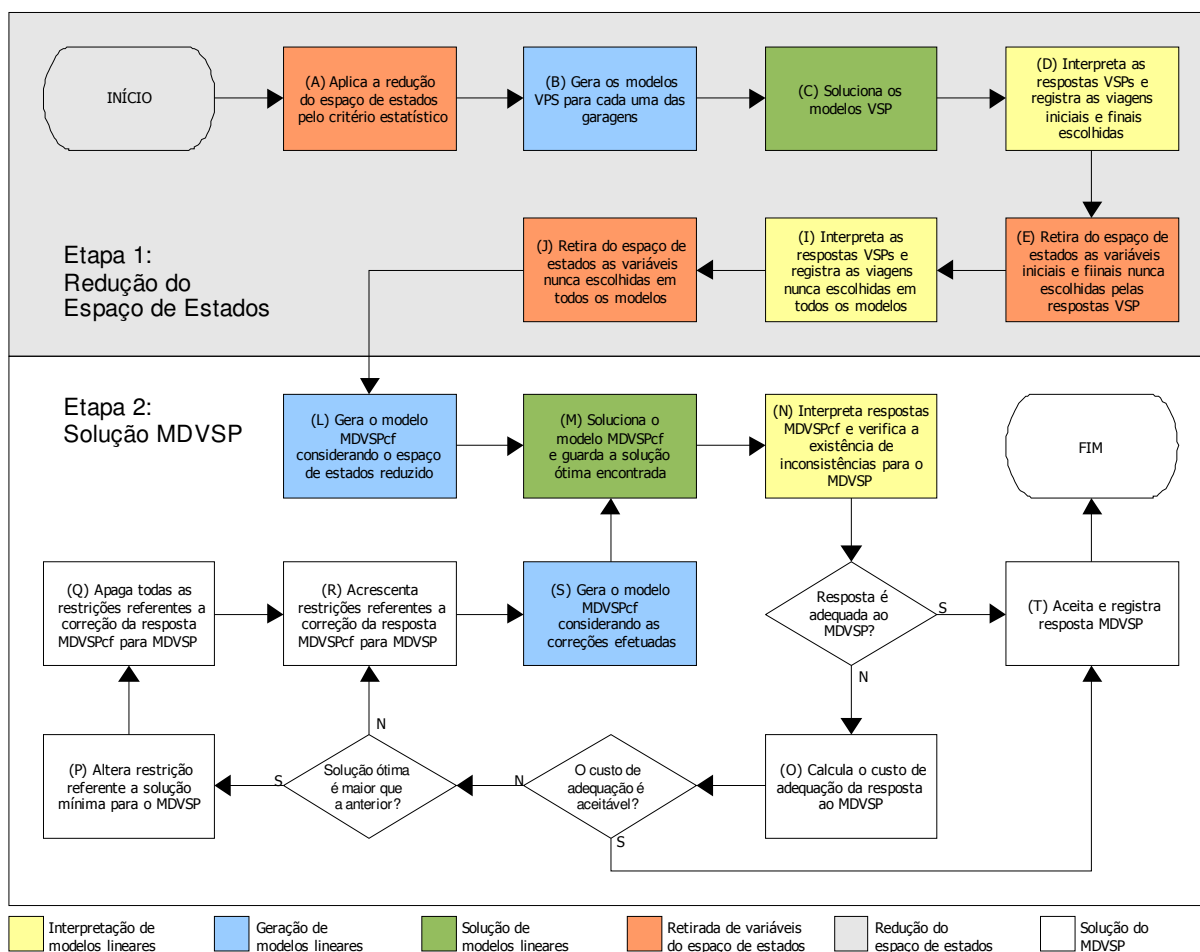 INÍCIO
(A) Aplica a redução
do espaço de estados
pelo critério estatístico
(B) Gera os modelos
VPS para cada uma das
garagens
(C) Soluciona os
modelos VSP
(D) Interpreta as
respostas VSPs e
registra as viagens
iniciais e finais
escolhidas
Etapa 1:
Redução do
Espaço de Estados
(J) Retira do espaço de
estados as variáveis
nunca escolhidas em
todos os modelos
(I) Interpreta as
respostas VSPs e
registra as viagens
nunca escolhidas em
todos os modelos
(E) Retira do espaço de
estados as variáveis
iniciais e fiinais nunca
escolhidas pelas
respostas VSP
Etapa 2:
Solução MDVSP
(L) Gera o modelo
MDVSPcf
considerando o espaço
de estados reduzido
(M) Soluciona o
modelo MDVSPcf
e guarda a solução
ótima encontrada
(N) Interpreta respostas
MDVSPcf e verifica a
existência de
inconsistências para o
MDVSP
FIM
(Q) Apaga todas as
restrições referentes a
correção da resposta
MDVSPcf para MDVSP
(R) Acrescenta
restrições referentes a
correção da resposta
MDVSPcf para MDVSP
(S) Gera o modelo
MDVSPcf
considerando as
correções efetuadas
Resposta é
adequada ao
MDVSP?
S
N
(T) Aceita e registra
resposta MDVSP
(P) Altera restrição
referente a solução
mínima para o MDVSP
S
Solução ótima
é maior que
a anterior?
N
N
O custo de
adequação é
aceitável?
S
(O) Calcula o custo de
adequação da resposta
ao MDVSP
Interpretação de
modelos lineares
Geração de
modelos lineares
Solução de
modelos lineares
Retirada de variáveis
do espaço de estados
Redução do
espaço de estados
Solução do
MDVSP